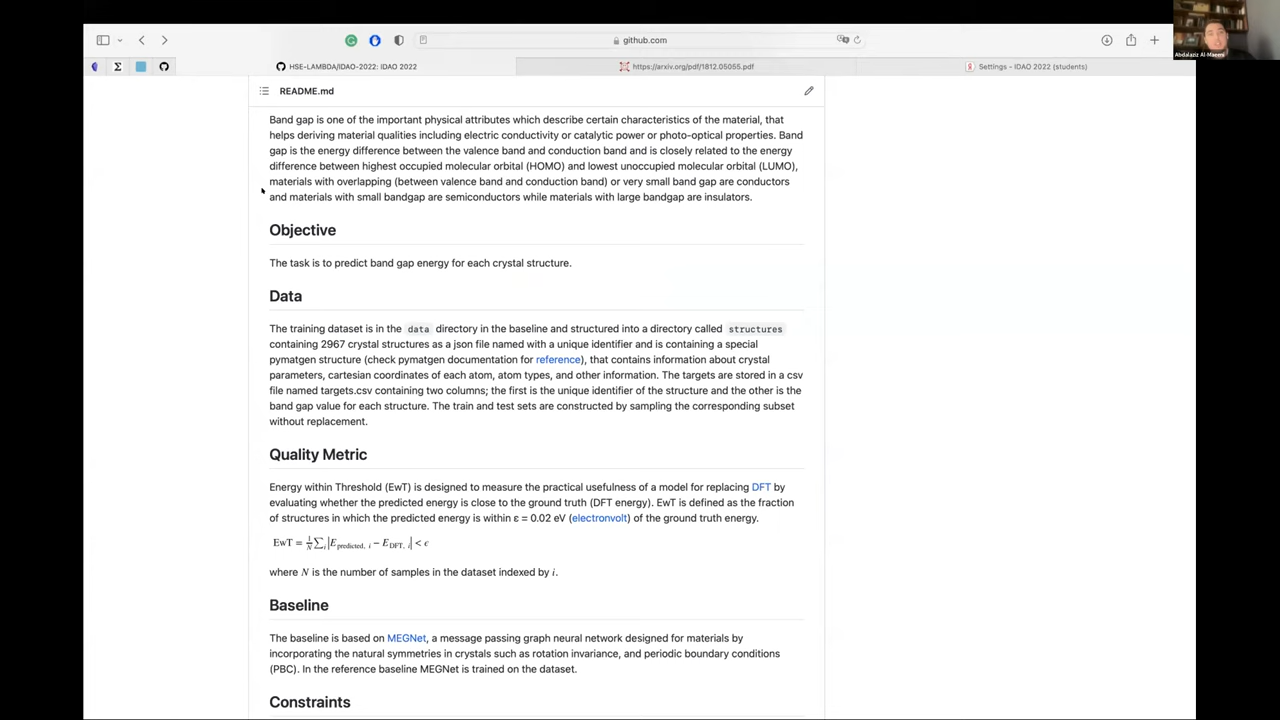 github.com
HSE-LAMBDA/IDAO-2022: IDAO 2022
https://arxiv.org/pdf/1812.05055.pdf
Settings - IDAO 2022 (students)
Abdalaziz Al-Maeeni
README.md
Band gap is one of the important physical attributes which describe certain characteristics of the material, that
helps deriving material qualities including electric conductivity or catalytic power or photo-optical properties. Band
gap is the energy difference between the valence band and conduction band and is closely related to the energy
difference between highest occupied molecular orbital (HOMO) and lowest unoccupied molecular orbital (LUMO),
materials with overlapping (between valence band and conduction band) or very small band gap are conductors
and materials with small bandgap are semiconductors while materials with large bandgap are insulators.
Objective
The task is to predict band gap energy for each crystal structure.
Data
The training dataset is in the data directory in the baseline and structured into a directory called structures
containing 2967 crystal structures as a json file named with a unique identifier and is containing a special
pymatgen structure (check pymatgen documentation for reference), that contains information about crystal
parameters, cartesian coordinates of each atom, atom types, and other information. The targets are stored in a csv
file named targets.csv containing two columns; the first is the unique identifier of the structure and the other is the
band gap value for each structure. The train and test sets are constructed by sampling the corresponding subset
without replacement.
Quality Metric
Energy within Threshold (EwT) is designed to measure the practical usefulness of a model for replacing DFT by
evaluating whether the predicted energy is close to the ground truth (DFT energy). EwT is defined as the fraction
of structures in which the predicted energy is within ε = 0.02 eV (electronvolt) of the ground truth energy.
EwT = 1/N ∑i |Epredicted, i − EDFT, i| < ϵ
where N is the number of samples in the dataset indexed by i.
Baseline
The baseline is based on MEGNet, a message passing graph neural network designed for materials by
incorporating the natural symmetries in crystals such as rotation invariance, and periodic boundary conditions
(PBC). In the reference baseline MEGNet is trained on the dataset.
Constraints